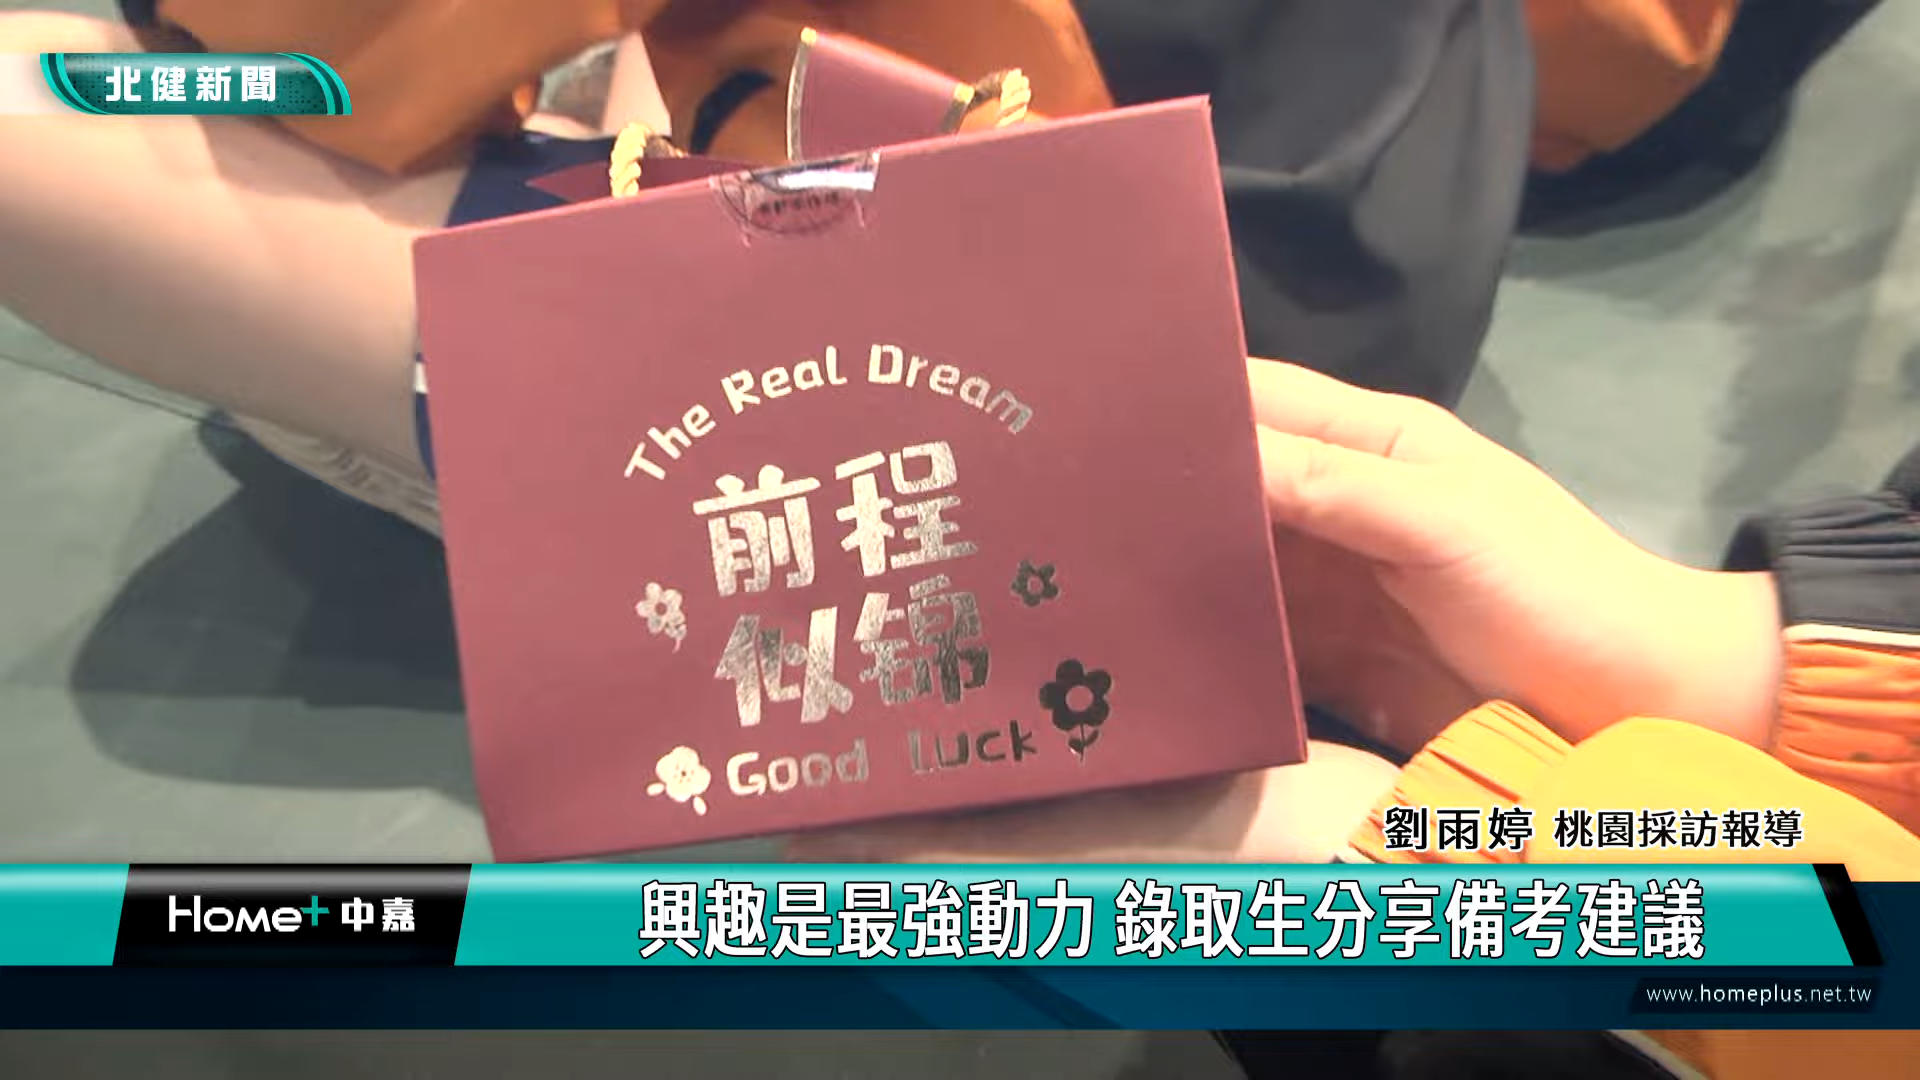 北健新聞
The Real Dream
前程
似锦
Good Luck
劉雨婷 桃園採訪報導
Home+ 中嘉
興趣是最強動力 錄取生分享備考建議
www.homeplus.net.tw